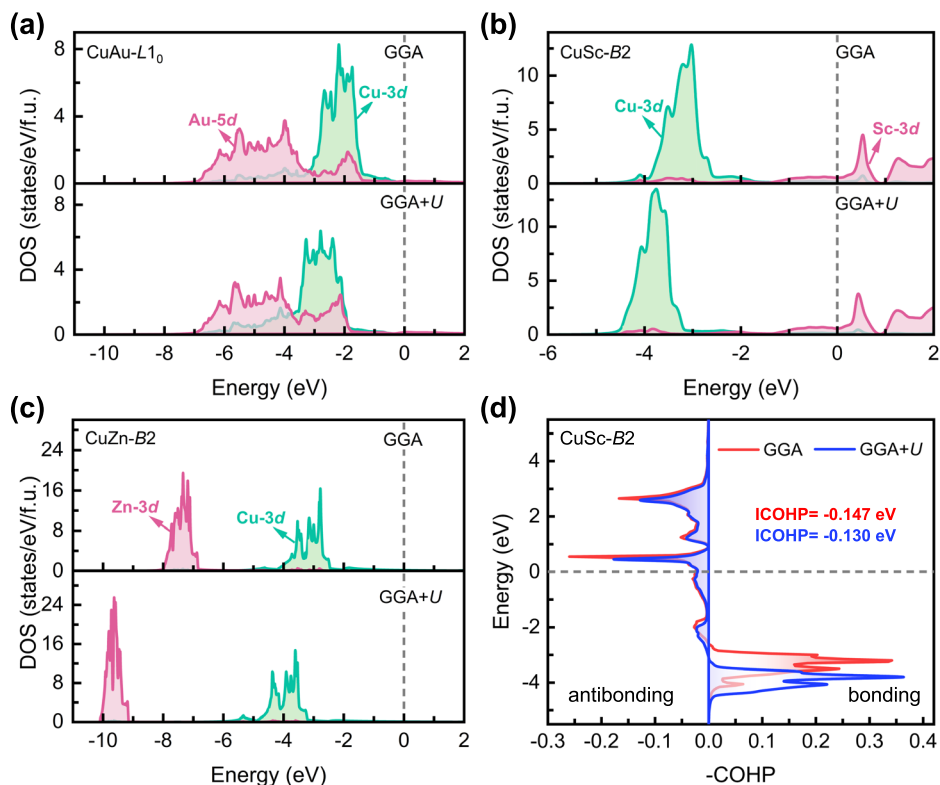 (a)
CuAu-L1₀
GGA
Au-5d
Cu-3d
8
4
0
GGA+U
8
4
0
DOS (states/eV/f.u.)
-10 -8 -6 -4 -2 0 2
Energy (eV)
(b)
CuSc-B2
GGA
Cu-3d
Sc-3d
10
5
0
GGA+U
10
5
0
DOS (states/eV/f.u.)
-6 -4 -2 0 2
Energy (eV)
(c)
CuZn-B2
GGA
Zn-3d
Cu-3d
24
16
8
0
GGA+U
24
16
8
0
DOS (states/eV/f.u.)
-10 -8 -6 -4 -2 0 2
Energy (eV)
(d)
CuSc-B2
GGA GGA+U
ICOHP= -0.147 eV
ICOHP= -0.130 eV
4
2
0
-2
-4
Energy (eV)
antibonding bonding
-0.3 -0.2 -0.1 0.0 0.1 0.2 0.3 0.4
-COHP